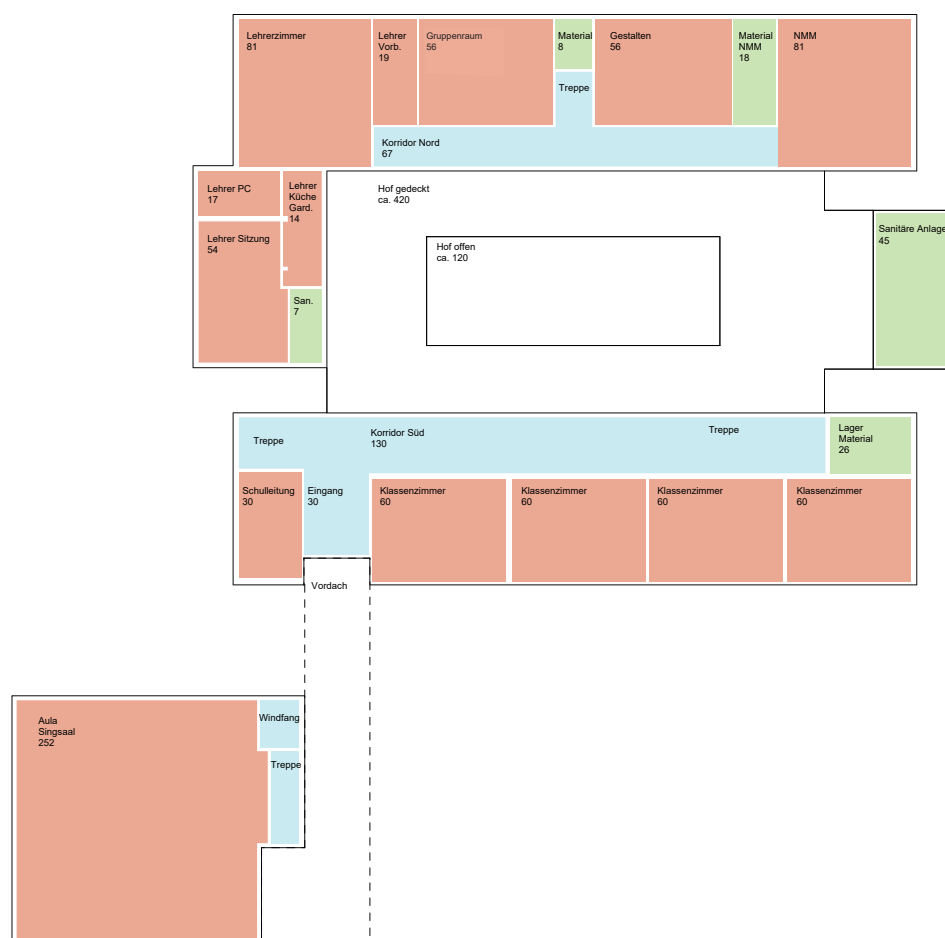 Lehrerzimmer
81
Lehrer
Vorb.
19
Gruppenraum
56
Material
8
Gestalten
56
Material
NMM
18
NMM
81
Treppe
Korridor Nord
67
Lehrer PC
17
Lehrer
Küche
Gard.
14
Hof gedeckt
ca. 420
Lehrer Sitzung
54
Hof offen
ca. 120
Sanitäre Anlage
45
San.
7
Treppe
Korridor Süd
130
Treppe
Lager
Material
26
Schulleitung
30
Eingang
30
Klassenzimmer
60
Klassenzimmer
60
Klassenzimmer
60
Klassenzimmer
60
Vordach
Aula
Singsaal
252
Windfang
Treppe